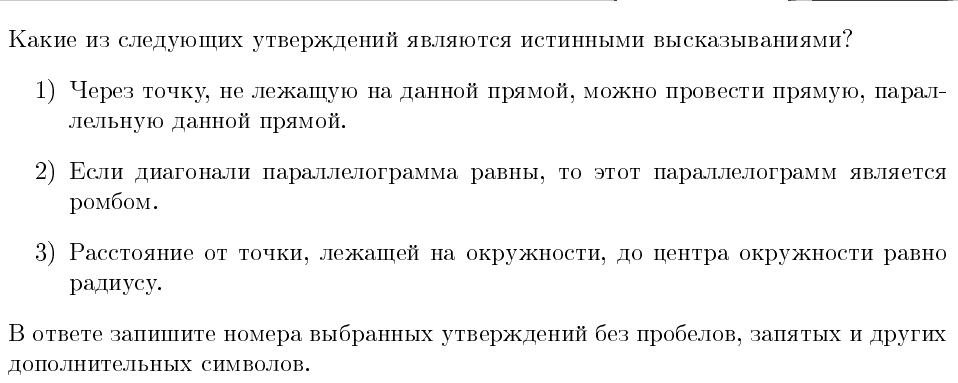 Какие из следующих утверждений являются истинными высказываниями?
1) Через точку, не лежащую на данной прямой, можно провести прямую, парал-
лельную данной прямой.
2) Если диагонали параллелограмма равны, то этот параллелограмм является
ромбом.
3) Расстояние от точки, лежащей на окружности, до центра окружности равно
радиусу.
В ответе запишите номера выбранных утверждений без пробелов, запятых и других
дополнительных символов.